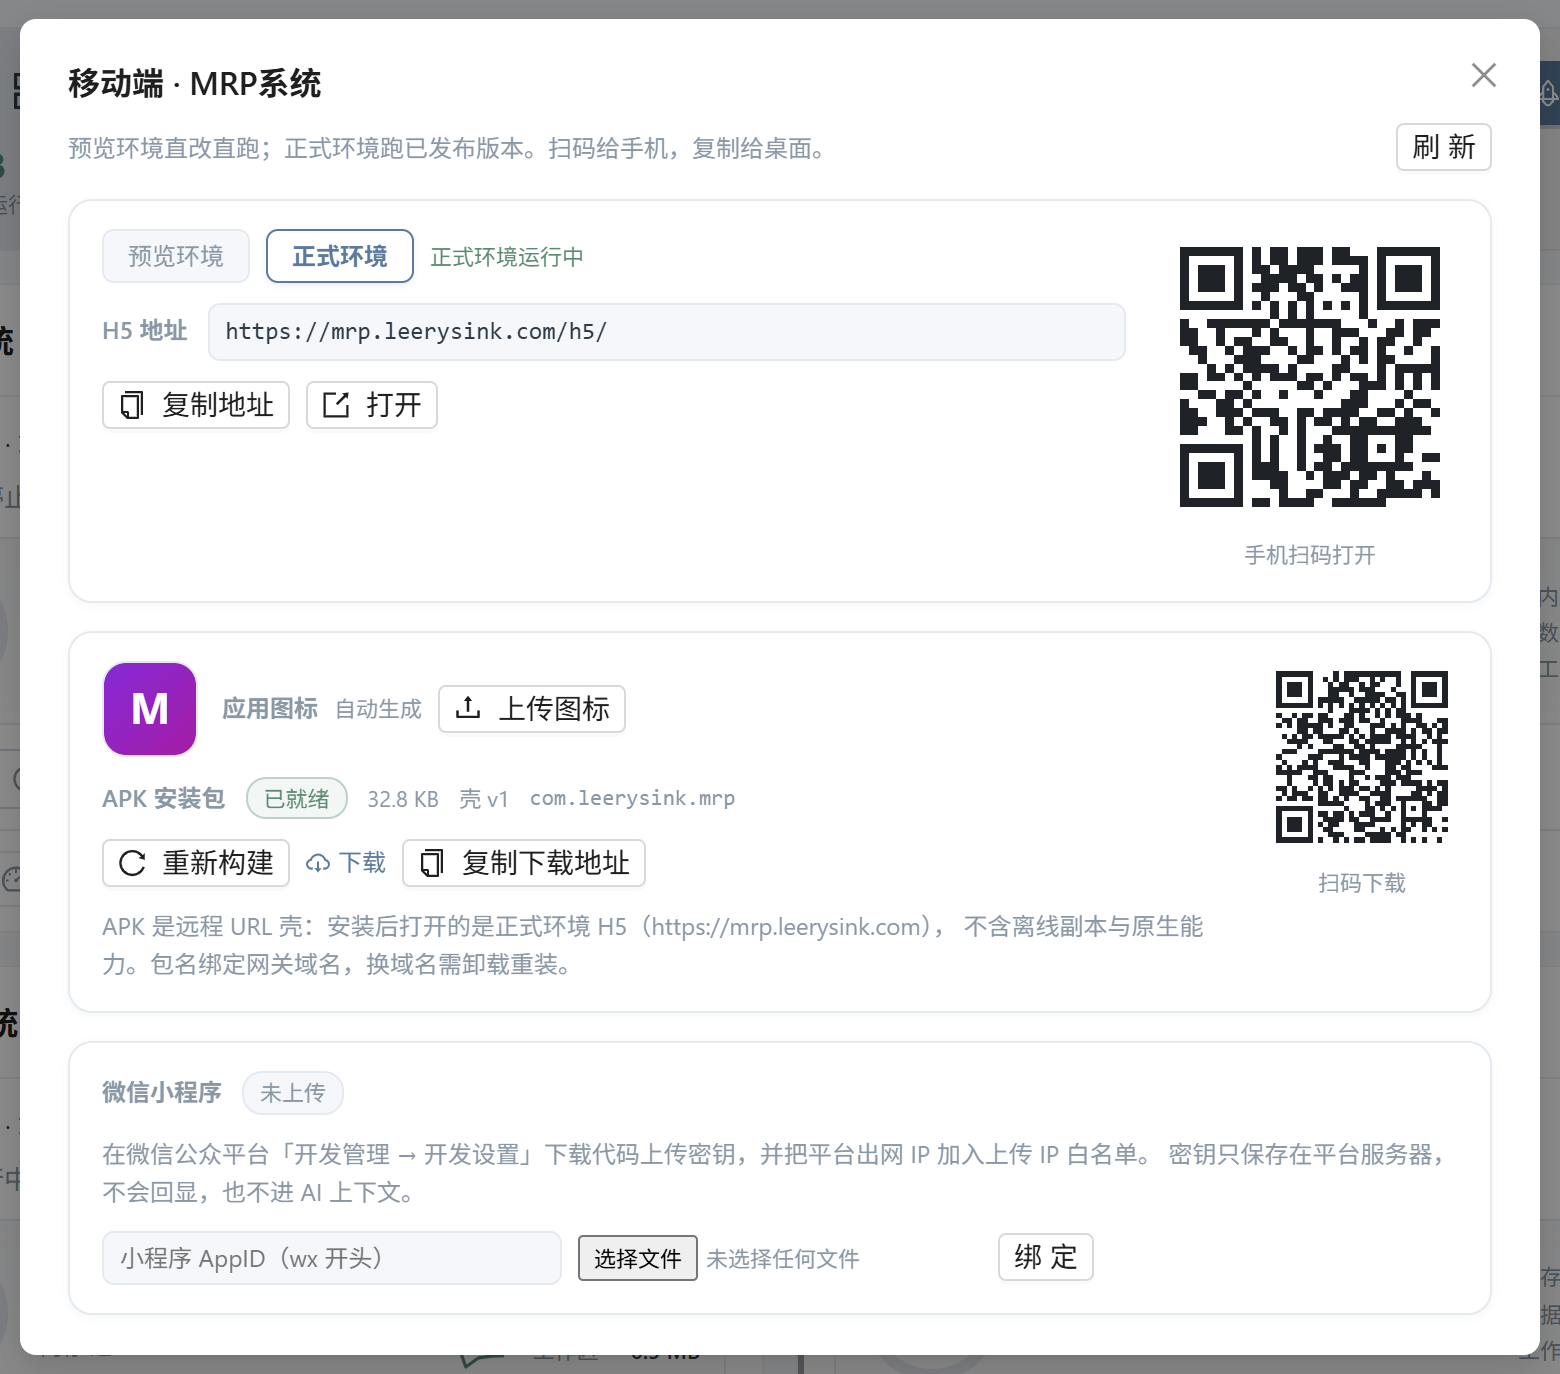 移动端 · MRP系统
预览环境直改直跑；正式环境跑已发布版本。扫码给手机，复制给桌面。
刷 新
预览环境
正式环境
正式环境运行中
H5 地址
https://mrp.leerysink.com/h5/
复制地址
打开
手机扫码打开
M
应用图标
自动生成
上传图标
APK 安装包
已就绪
32.8 KB
壳 v1
com.leerysink.mrp
重新构建
下载
复制下载地址
扫码下载
APK 是远程 URL 壳：安装后打开的是正式环境 H5（https://mrp.leerysink.com）， 不含离线副本与原生能
力。包名绑定网关域名，换域名需卸载重装。
微信小程序
未上传
在微信公众平台「开发管理 → 开发设置」下载代码上传密钥，并把平台出网 IP 加入上传 IP 白名单。 密钥只保存在平台服务器，
不会回显，也不进 AI 上下文。
小程序 AppID（wx 开头）
选择文件
未选择任何文件
绑 定